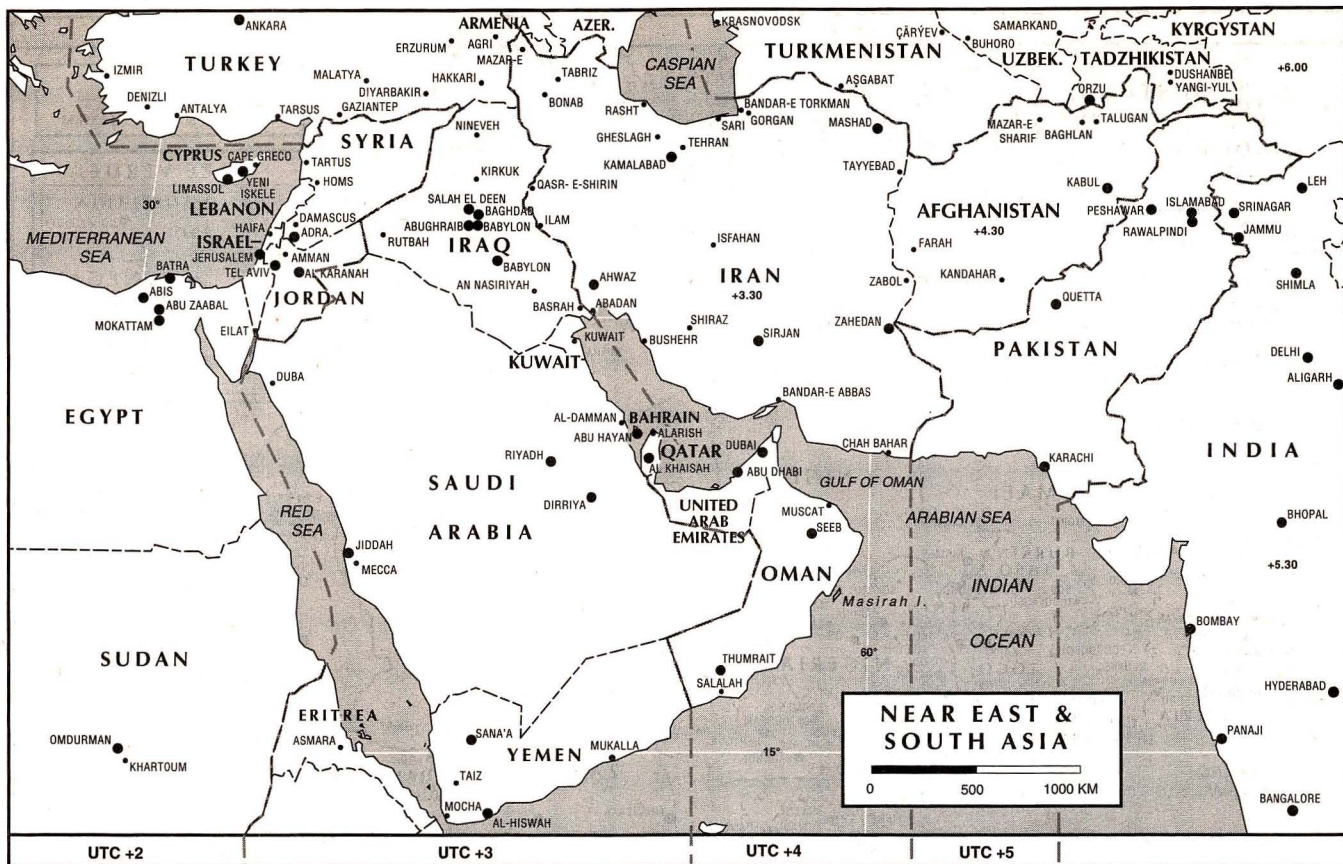 ANKARA
ARMENIA
AZER.
KRASNOVODSK
ÇÄRÝEV
SAMARKAND
KYRGYSTAN
ERZURUM
AGRI
MAZAR-E
TURKMENISTAN
BUHORO
UZBEK.
TADZHIKISTAN
IZMIR
TURKEY
MALATYA
HAKKARI
TABRIZ
CASPIAN
SEA
AŞGABAT
DUSHANBEI
YANGI-YUL
+6.00
DENIZLI
ANTALYA
TARSUS
DIYARBAKIR
GAZIANTEP
BONAB
RASHT
BANDAR-E TORKMAN
GORGAN
SARI
MASHAD
ORZU
MAZAR-E
SHARIF
BAGHLAN
TALUGAN
SYRIA
NINEVEH
GHESLAGH
TEHRAN
KAMALABAD
CYPRUS
CAPE GRECO
TARTUS
TAYYEBAD
LIMASSOL
YENI
ISKELE
HOMS
KIRKUK
QASR- E-SHIRIN
KABUL
LEH
30°
LEBANON
SALAH EL DEEN
BAGHDAD
AFGHANISTAN
+4.30
PESHAWAR
ISLAMABAD
RAWALPINDI
SRINAGAR
JAMMU
MEDITERRANEAN
SEA
HAIFA
DAMASCUS
ADRA.
RUTBAH
ABUGHRAIB
BABYLON
ILAM
ISFAHAN
ISRAEL
IRAQ
FARAH
JERUSALEM
AMMAN
BATRA
TEL AVIV
AL KARANAH
BABYLON
IRAN
+3.30
ZABOL
KANDAHAR
SHIMLA
ABIS
ABU ZAABAL
MOKATTAM
JORDAN
AN NASIRIYAH
AHWAZ
BASRAH
ABADAN
QUETTA
EILAT
KUWAIT
KUWAIT
SHIRAZ
BUSHEHR
SIRJAN
ZAHEDAN
PAKISTAN
DELHI
DUBA
ALIGARH
EGYPT
BANDAR-E ABBAS
AL-DAMMAN
BAHRAIN
ABU HAYAN
ALARISH
QATAR
DUBAI
CHAH BAHAR
INDIA
RIYADH
AL KHAISAH
ABU DHABI
KARACHI
SAUDI
ARABIA
DIRRIYA
GULF OF OMAN
UNITED
ARAB
EMIRATES
MUSCAT
SEEB
ARABIAN SEA
RED
SEA
BHOPAL
JIDDAH
MECCA
OMAN
+5.30
INDIAN
OCEAN
Masirah I.
BOMBAY
SUDAN
60°
THUMRAIT
SALALAH
HYDERABAD
ERITREA
ASMARA
SANA'A
YEMEN
MUKALLA
NEAR EAST &
SOUTH ASIA
0 500 1000 KM
PANAJI
OMDURMAN
KHARTOUM
15°
TAIZ
MOCHA
AL-HISWAH
BANGALORE
UTC +2
UTC +3
UTC +4
UTC +5